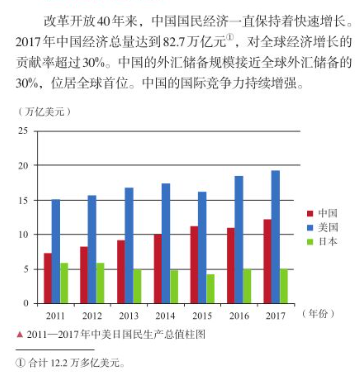 改革开放40年来，中国国民经济一直保持着快速增长。
2017年中国经济总量达到82.7万亿元①，对全球经济增长的
贡献率超过30%。中国的外汇储备规模接近全球外汇储备的
30%，位居全球首位。中国的国际竞争力持续增强。
（万亿美元）
25
20
15
10
5
0
中国
美国
日本
2011 2012 2013 2014 2015 2016 2017 （年份）
▲ 2011—2017年中美日国民生产总值柱图
① 合计12.2万多亿美元。